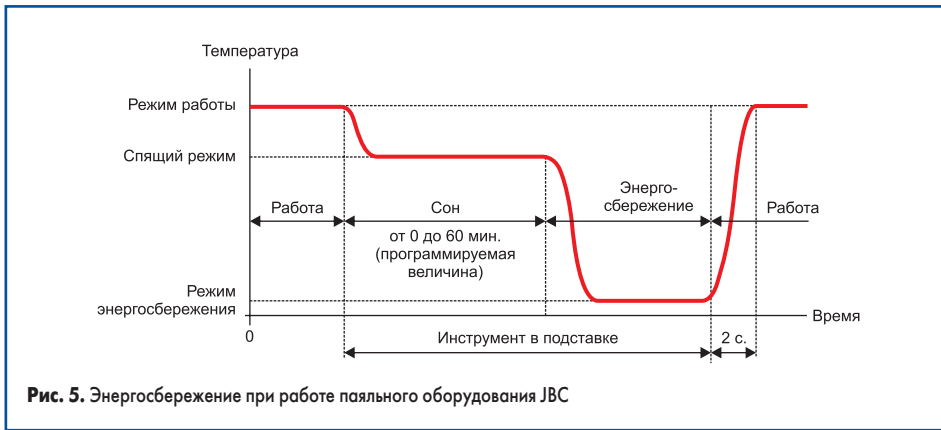 Температура
Режим работы
Спящий режим
Энерго-
сбережение
Работа
Сон
Работа
от 0 до 60 мин.
(программируемая
величина)
Режим
энергосбережения
Время
0
Инструмент в подставке
2 с.
Рис. 5. Энергосбережение при работе паяльного оборудования JBC